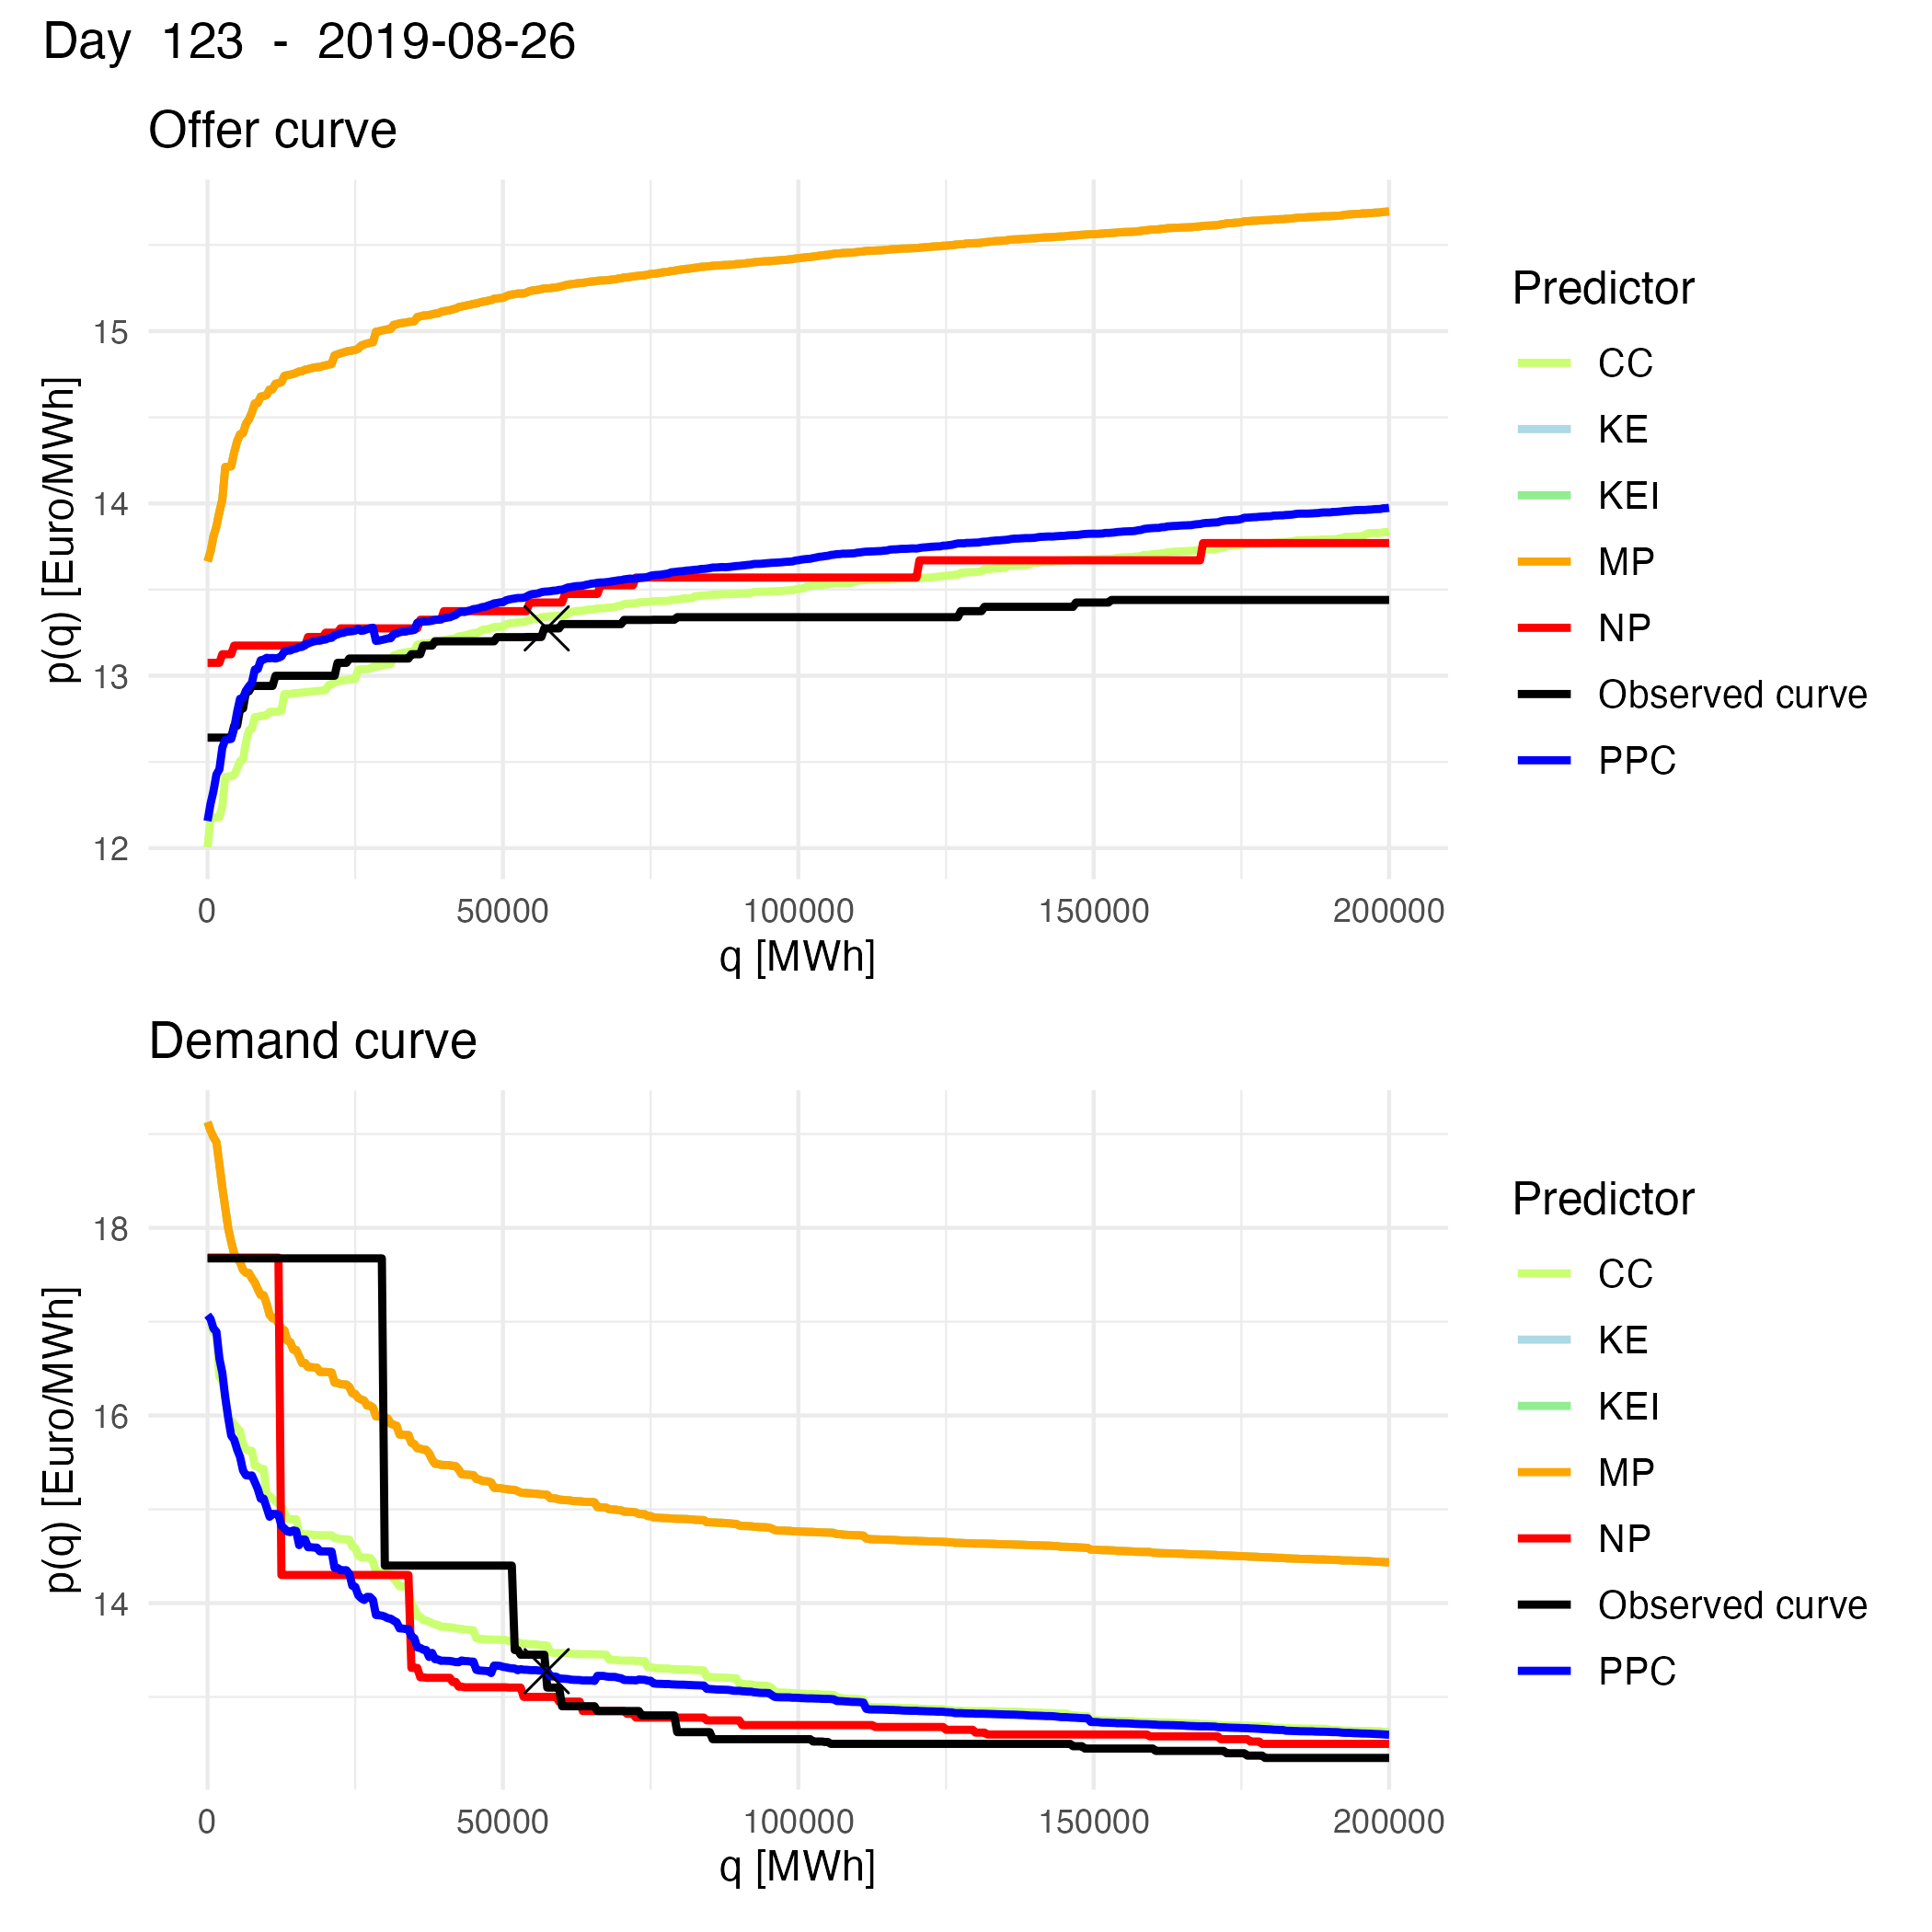 Day 123 - 2019-08-26
Offer curve
p(q) [Euro/MWh]
15
14
13
12
0 50000 100000 150000 200000
q [MWh]
Predictor
CC
KE
KEI
MP
NP
Observed curve
PPC
Demand curve
p(q) [Euro/MWh]
18
16
14
0 50000 100000 150000 200000
q [MWh]
Predictor
CC
KE
KEI
MP
NP
Observed curve
PPC